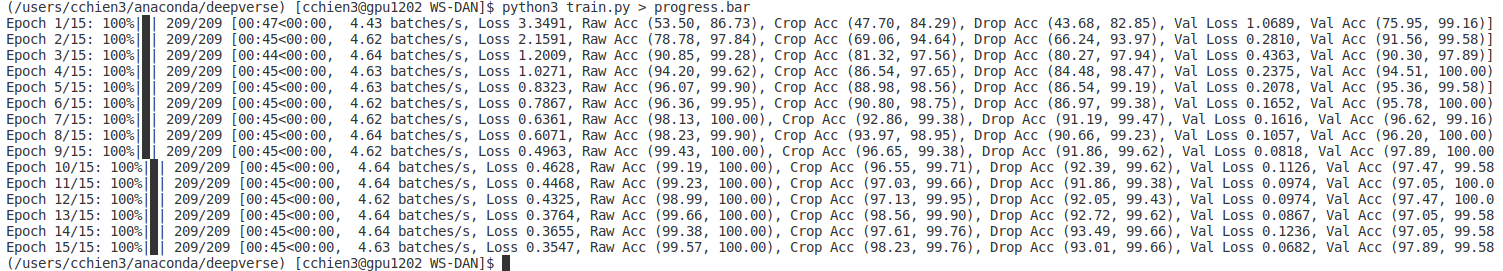 (/users/cchien3/anaconda/deepverse) [cchien3@gpu1202 WS-DAN]$ python3 train.py > progress.bar
Epoch 1/15: 100%|█| 209/209 [00:47<00:00,  4.43 batches/s, Loss 3.3491, Raw Acc (53.50, 86.73), Crop Acc (47.70, 84.29), Drop Acc (43.68, 82.85), Val Loss 1.0689, Val Acc (75.95, 99.16)]
Epoch 2/15: 100%|█| 209/209 [00:45<00:00,  4.62 batches/s, Loss 2.1591, Raw Acc (78.78, 97.84), Crop Acc (69.06, 94.64), Drop Acc (66.24, 93.97), Val Loss 0.2810, Val Acc (91.56, 99.58)]
Epoch 3/15: 100%|█| 209/209 [00:44<00:00,  4.64 batches/s, Loss 1.2009, Raw Acc (90.85, 99.28), Crop Acc (81.32, 97.56), Drop Acc (80.27, 97.94), Val Loss 0.4363, Val Acc (90.30, 97.89)]
Epoch 4/15: 100%|█| 209/209 [00:45<00:00,  4.63 batches/s, Loss 1.0271, Raw Acc (94.20, 99.62), Crop Acc (86.54, 97.65), Drop Acc (84.48, 98.47), Val Loss 0.2375, Val Acc (94.51, 100.00)
Epoch 5/15: 100%|█| 209/209 [00:45<00:00,  4.63 batches/s, Loss 0.8323, Raw Acc (96.07, 99.90), Crop Acc (88.98, 98.56), Drop Acc (86.54, 99.19), Val Loss 0.2078, Val Acc (95.36, 99.58)]
Epoch 6/15: 100%|█| 209/209 [00:45<00:00,  4.62 batches/s, Loss 0.7867, Raw Acc (96.36, 99.95), Crop Acc (90.80, 98.75), Drop Acc (86.97, 99.38), Val Loss 0.1652, Val Acc (95.78, 100.00)
Epoch 7/15: 100%|█| 209/209 [00:45<00:00,  4.62 batches/s, Loss 0.6361, Raw Acc (98.13, 100.00), Crop Acc (92.86, 99.38), Drop Acc (91.19, 99.47), Val Loss 0.1616, Val Acc (96.62, 99.16)
Epoch 8/15: 100%|█| 209/209 [00:45<00:00,  4.64 batches/s, Loss 0.6071, Raw Acc (98.23, 99.90), Crop Acc (93.97, 98.95), Drop Acc (90.66, 99.23), Val Loss 0.1057, Val Acc (96.20, 100.00)
Epoch 9/15: 100%|█| 209/209 [00:45<00:00,  4.62 batches/s, Loss 0.4963, Raw Acc (99.43, 100.00), Crop Acc (96.65, 99.38), Drop Acc (91.86, 99.62), Val Loss 0.0818, Val Acc (97.89, 100.00
Epoch 10/15: 100%|█| 209/209 [00:45<00:00,  4.64 batches/s, Loss 0.4628, Raw Acc (99.19, 100.00), Crop Acc (96.55, 99.71), Drop Acc (92.39, 99.62), Val Loss 0.1126, Val Acc (97.47, 99.58
Epoch 11/15: 100%|█| 209/209 [00:45<00:00,  4.64 batches/s, Loss 0.4468, Raw Acc (99.23, 100.00), Crop Acc (97.03, 99.66), Drop Acc (91.86, 99.38), Val Loss 0.0974, Val Acc (97.05, 100.0
Epoch 12/15: 100%|█| 209/209 [00:45<00:00,  4.62 batches/s, Loss 0.4325, Raw Acc (98.99, 100.00), Crop Acc (97.13, 99.95), Drop Acc (92.05, 99.43), Val Loss 0.0974, Val Acc (97.47, 100.0
Epoch 13/15: 100%|█| 209/209 [00:45<00:00,  4.64 batches/s, Loss 0.3764, Raw Acc (99.66, 100.00), Crop Acc (98.56, 99.90), Drop Acc (92.72, 99.62), Val Loss 0.0867, Val Acc (97.05, 99.58
Epoch 14/15: 100%|█| 209/209 [00:45<00:00,  4.64 batches/s, Loss 0.3655, Raw Acc (99.38, 100.00), Crop Acc (97.61, 99.76), Drop Acc (93.49, 99.66), Val Loss 0.1236, Val Acc (97.05, 99.58
Epoch 15/15: 100%|█| 209/209 [00:45<00:00,  4.63 batches/s, Loss 0.3547, Raw Acc (99.57, 100.00), Crop Acc (98.23, 99.76), Drop Acc (93.01, 99.66), Val Loss 0.0682, Val Acc (97.89, 99.58
(/users/cchien3/anaconda/deepverse) [cchien3@gpu1202 WS-DAN]$